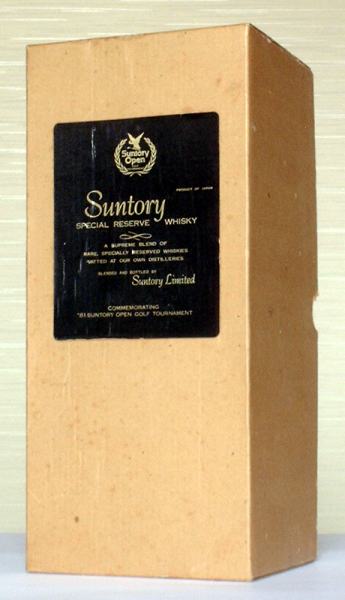 Suntory
Open
PRODUCT OF JAPAN
Suntory
SPECIAL RESERVE WHISKY
A SUPREME BLEND OF
RARE, SPECIALLY RESERVED WHISKIES
VATTED AT OUR OWN DISTILLERIES
BLENDED AND BOTTLED BY
Suntory Limited
COMMEMORATING
'81 SUNTORY OPEN GOLF TOURNAMENT